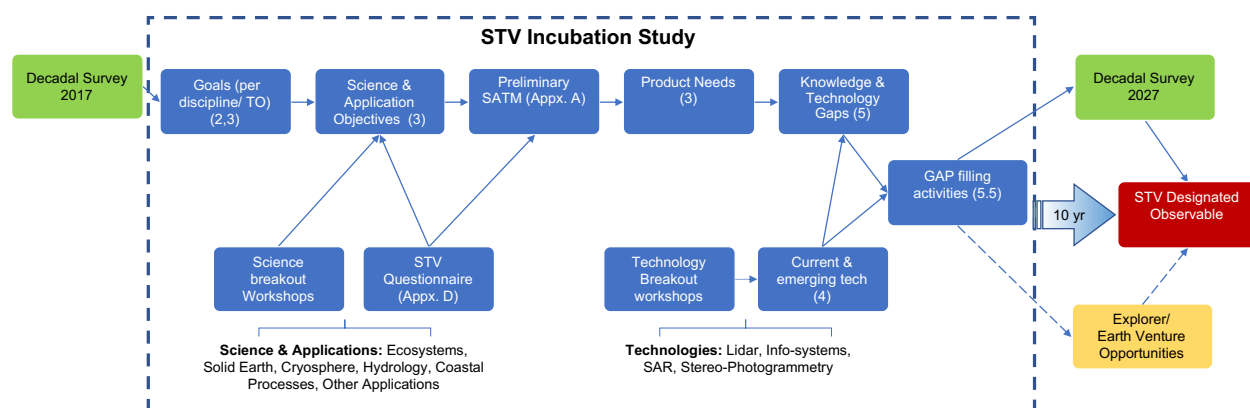 STV Incubation Study
Decadal Survey
2017
Goals (per
discipline/ TO)
(2,3)
Science &
Application
Objectives (3)
Preliminary
SATM (Appx. A)
Product Needs
(3)
Knowledge &
Technology
Gaps (5)
Decadal Survey
2027
GAP filling
activities (5.5)
10 yr
STV Designated
Observable
Science
breakout
Workshops
STV
Questionnaire
(Appx. D)
Technology
Breakout
workshops
Current &
emerging tech
(4)
Explorer/
Earth Venture
Opportunities
Science & Applications: Ecosystems,
Solid Earth, Cryosphere, Hydrology, Coastal
Processes, Other Applications
Technologies: Lidar, Info-systems,
SAR, Stereo-Photogrammetry